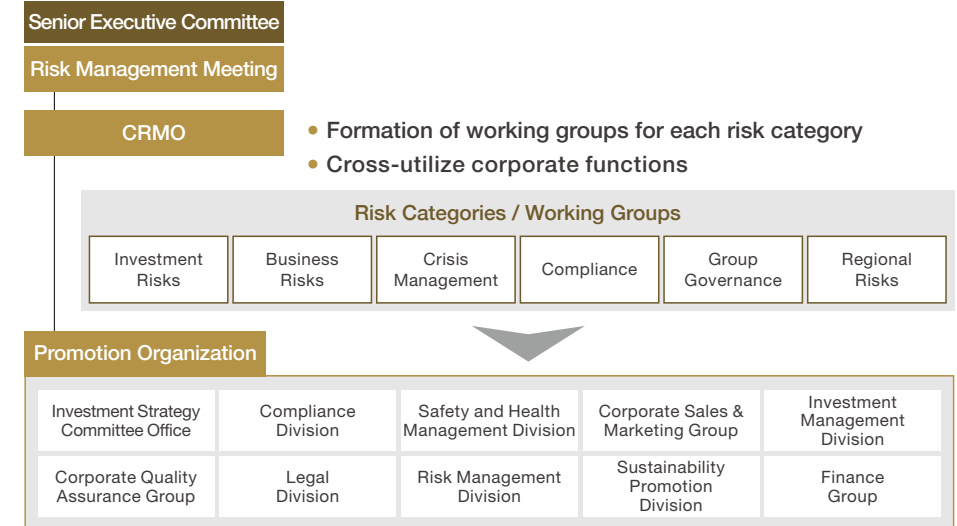 Senior Executive Committee
Risk Management Meeting
CRMO
• Formation of working groups for each risk category
• Cross-utilize corporate functions
Risk Categories / Working Groups
Investment
Risks
Business
Risks
Crisis
Management
Compliance
Group
Governance
Regional
Risks
Promotion Organization
Investment Strategy
Committee Office
Compliance
Division
Safety and Health
Management Division
Corporate Sales &
Marketing Group
Investment
Management
Division
Corporate Quality
Assurance Group
Legal
Division
Risk Management
Division
Sustainability
Promotion
Division
Finance
Group